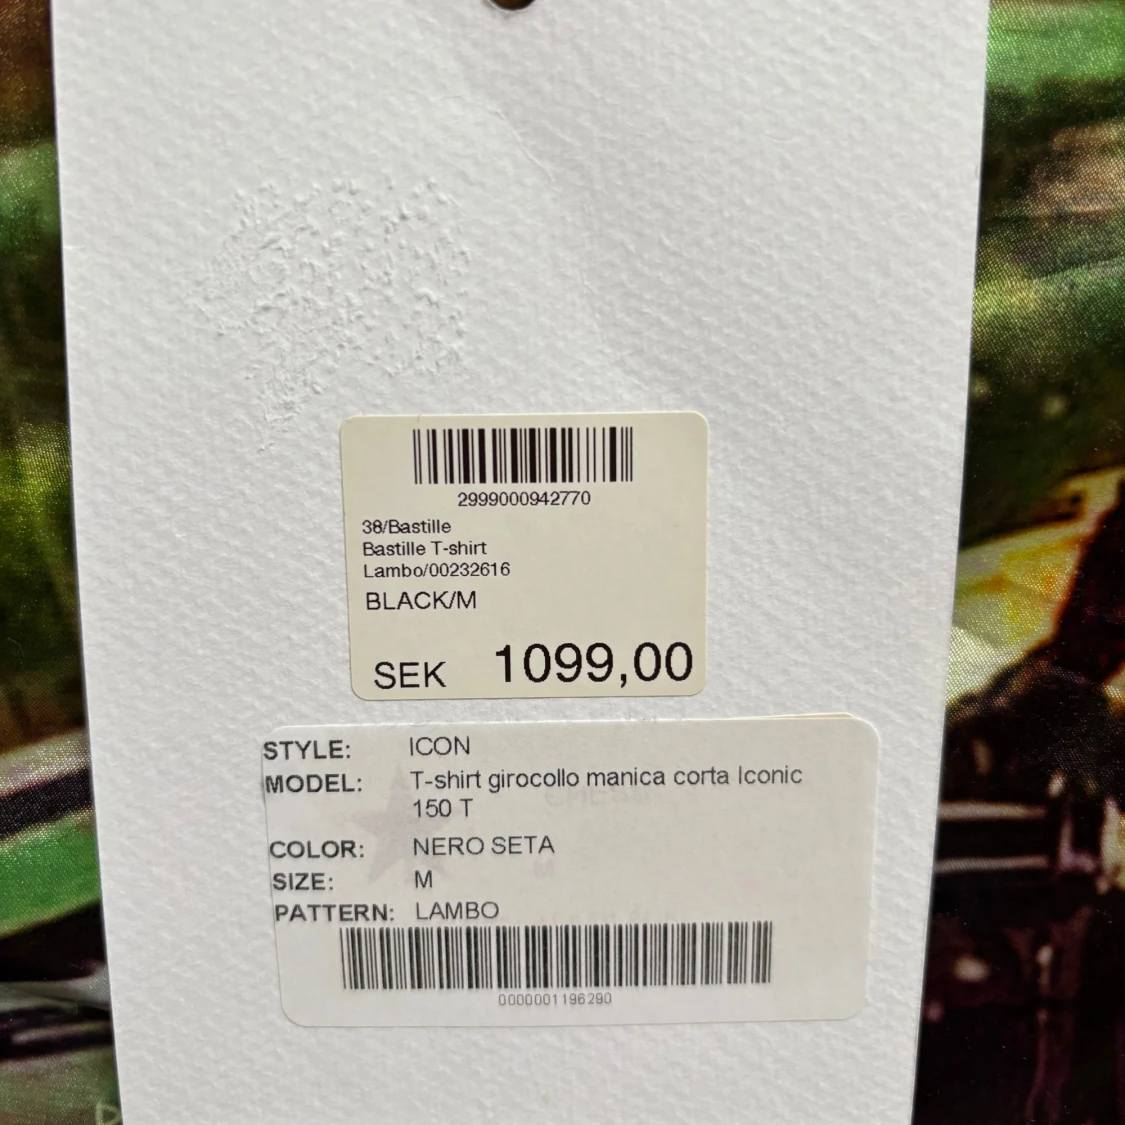 2999000942770
38/Bastille
Bastille T-shirt
Lambo/00232616
BLACK/M
SEK 1099,00
STYLE: ICON
MODEL: T-shirt girocollo manica corta Iconic
150 T
COLOR: NERO SETA
SIZE: M
PATTERN: LAMBO
0000001196290